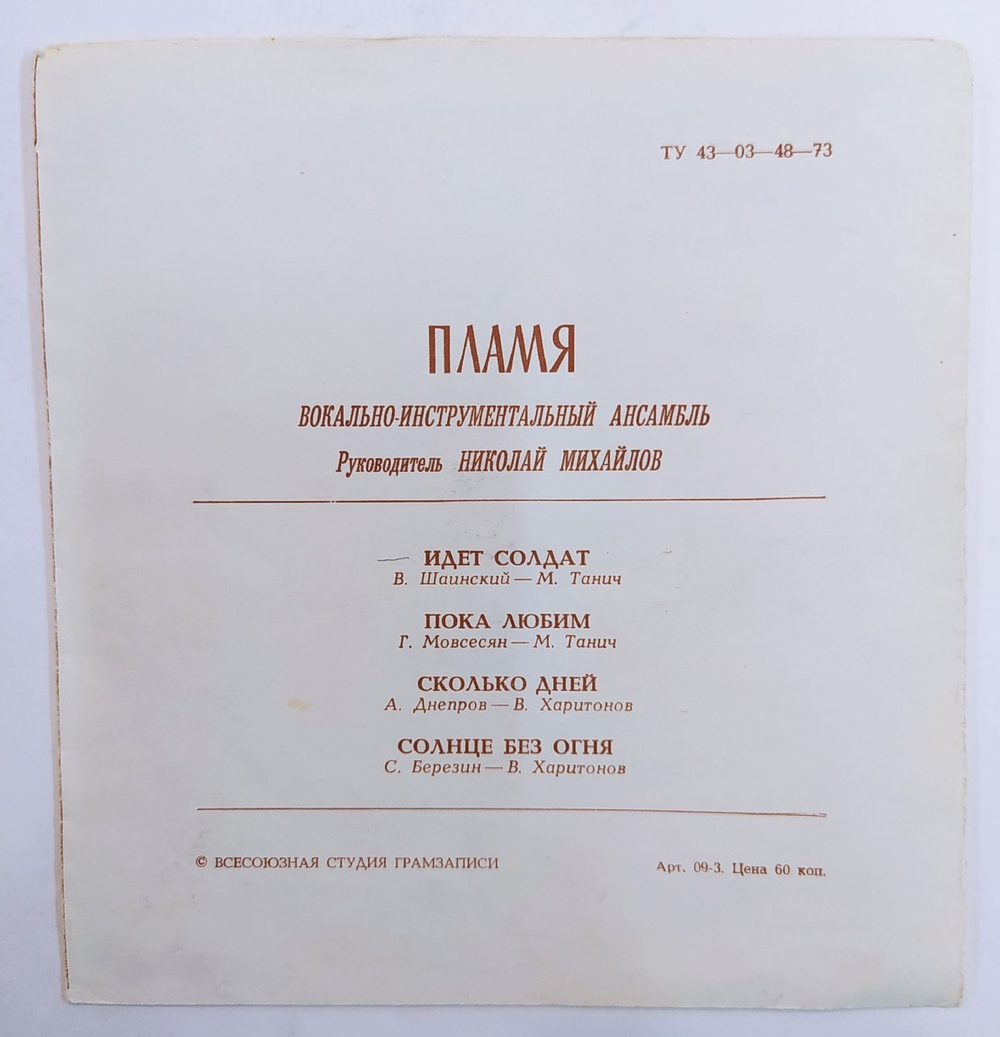 ТУ 43—03—48—73
ПЛАМЯ
ВОКАЛЬНО-ИНСТРУМЕНТАЛЬНЫЙ АНСАМБЛЬ
Руководитель НИКОЛАЙ МИХАЙЛОВ
ИДЕТ СОЛДАТ
В. Шаинский — М. Танич
ПОКА ЛЮБИМ
Г. Мовсесян — М. Танич
СКОЛЬКО ДНЕЙ
А. Днепров — В. Харитонов
СОЛНЦЕ БЕЗ ОГНЯ
С. Березин — В. Харитонов
© ВСЕСОЮЗНАЯ СТУДИЯ ГРАМЗАПИСИ
Арт. 09-3. Цена 60 коп.